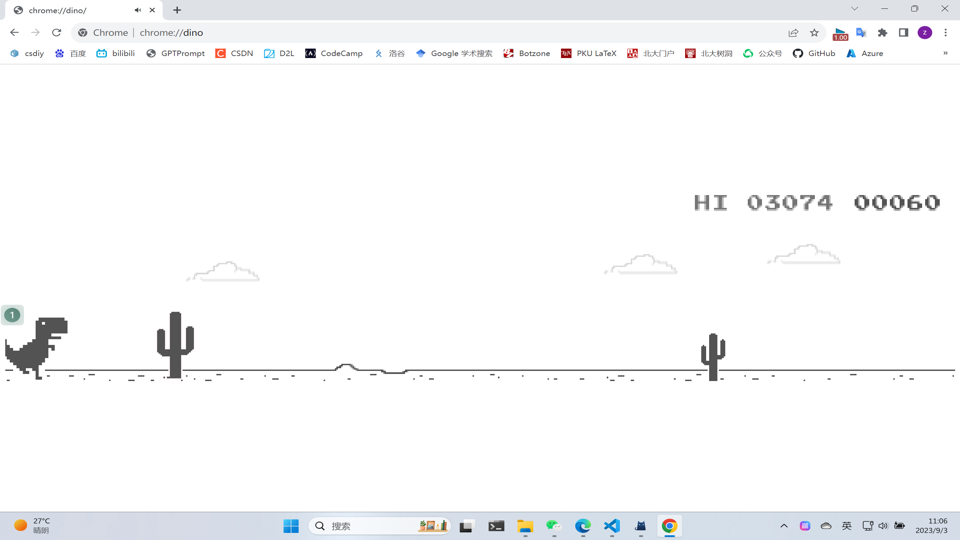 chrome://dino/
Chrome | chrome://dino
1.00
z
csdiy 百度 bilibili GPTPrompt CSDN D2L CodeCamp 洛谷 Google 学术搜索 Botzone PKU LaTeX 北大门户 北大树洞 公众号 GitHub Azure »
HI 03074 00060
1
27°C
晴朗
搜索
英
11:06
2023/9/3